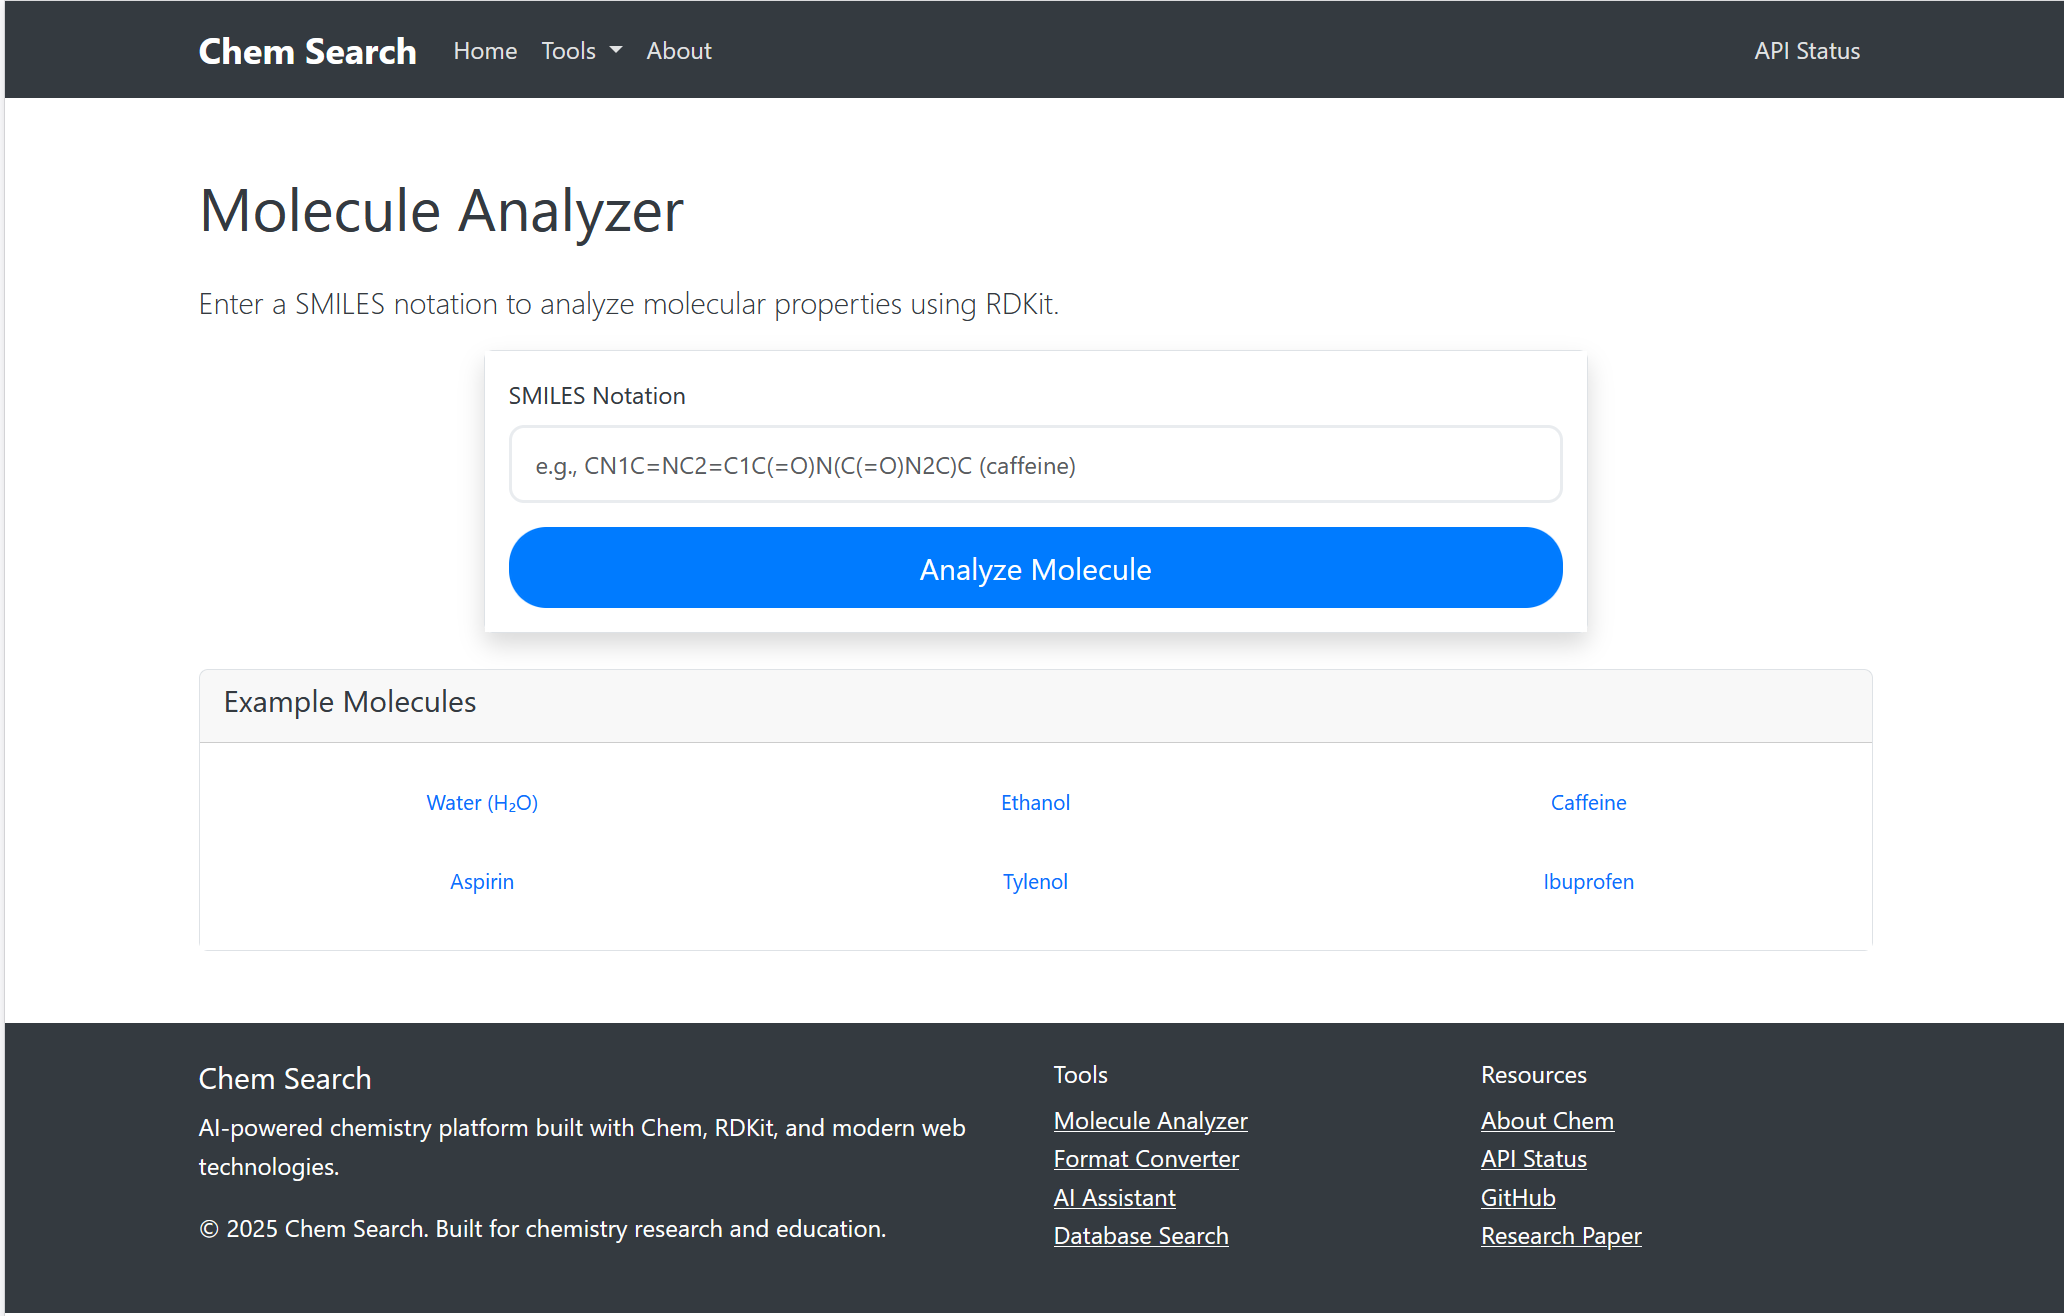 Chem Search Home Tools About API Status
Molecule Analyzer
Enter a SMILES notation to analyze molecular properties using RDKit.
SMILES Notation
e.g., CN1C=NC2=C1C(=O)N(C(=O)N2C)C (caffeine)
Analyze Molecule
Example Molecules
Water (H₂O) Ethanol Caffeine
Aspirin Tylenol Ibuprofen
Chem Search
AI-powered chemistry platform built with Chem, RDKit, and modern web
technologies.
© 2025 Chem Search. Built for chemistry research and education.
Tools
Molecule Analyzer
Format Converter
AI Assistant
Database Search
Resources
About Chem
API Status
GitHub
Research Paper